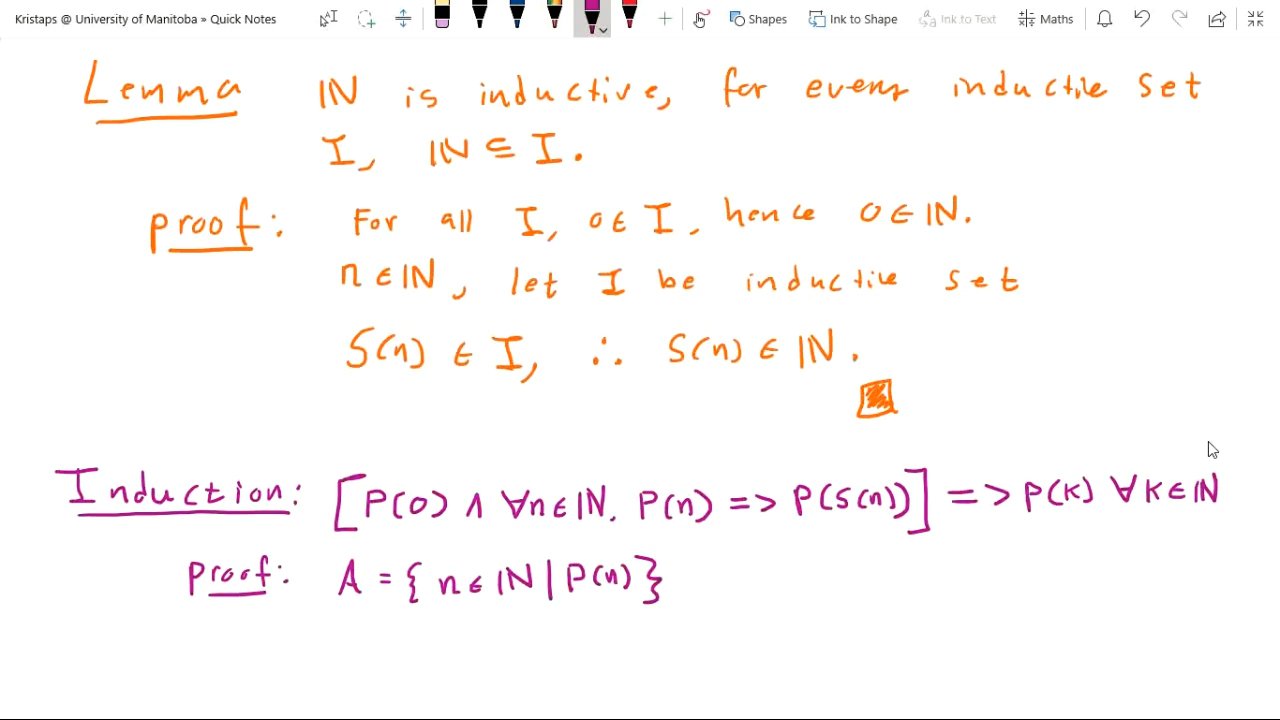 Kristaps @ University of Manitoba » Quick Notes
Shapes Ink to Shape Ink to Text Maths
Lemma ℕ is inductive, for every inductive set
I, ℕ ⊆ I.
proof: For all I, 0 ∈ I, hence 0 ∈ ℕ.
n ∈ ℕ, let I be inductive set
S(n) ∈ I, ∴ S(n) ∈ ℕ.
Induction: [P(0) ∧ ∀n∈ℕ. P(n) => P(S(n))] => P(k) ∀k∈ℕ
Proof: A = { n ∈ ℕ | P(n) }